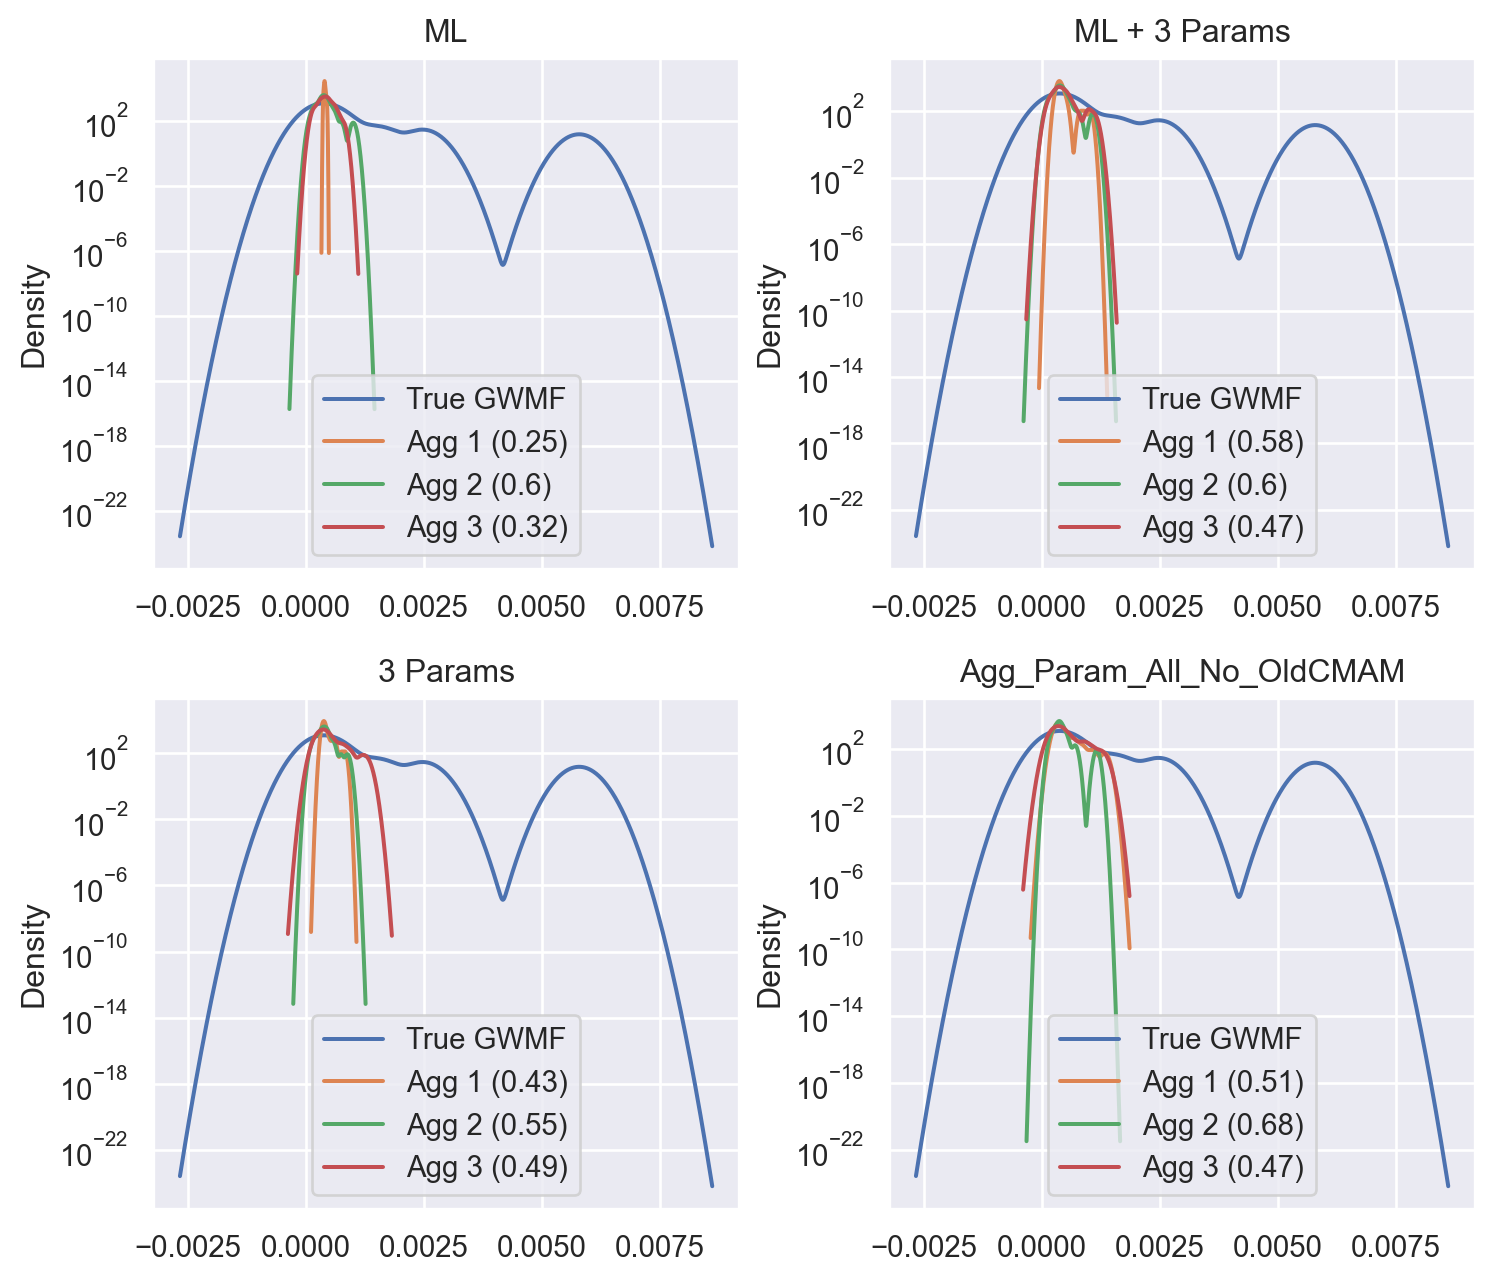 ML
Density
10^2
10^−2
10^−6
10^−10
10^−14
10^−18
10^−22
True GWMF
Agg 1 (0.25)
Agg 2 (0.6)
Agg 3 (0.32)
−0.0025 0.0000 0.0025 0.0050 0.0075
ML + 3 Params
Density
10^2
10^−2
10^−6
10^−10
10^−14
10^−18
10^−22
True GWMF
Agg 1 (0.58)
Agg 2 (0.6)
Agg 3 (0.47)
−0.0025 0.0000 0.0025 0.0050 0.0075
3 Params
Density
10^2
10^−2
10^−6
10^−10
10^−14
10^−18
10^−22
True GWMF
Agg 1 (0.43)
Agg 2 (0.55)
Agg 3 (0.49)
−0.0025 0.0000 0.0025 0.0050 0.0075
Agg_Param_All_No_OldCMAM
Density
10^2
10^−2
10^−6
10^−10
10^−14
10^−18
10^−22
True GWMF
Agg 1 (0.51)
Agg 2 (0.68)
Agg 3 (0.47)
−0.0025 0.0000 0.0025 0.0050 0.0075